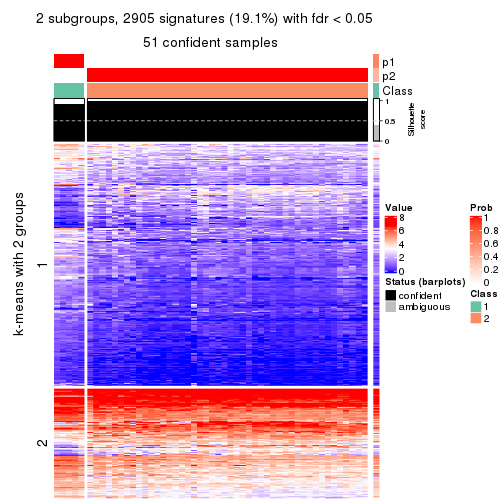 2 subgroups, 2905 signatures (19.1%) with fdr < 0.05
51 confident samples
p1
p2
Class
1
0.5
0
Silhouette
score
k-means with 2 groups
1
2
Value
8
6
4
2
0
Status (barplots)
confident
ambiguous
Prob
1
0.8
0.6
0.4
0.2
0
Class
1
2